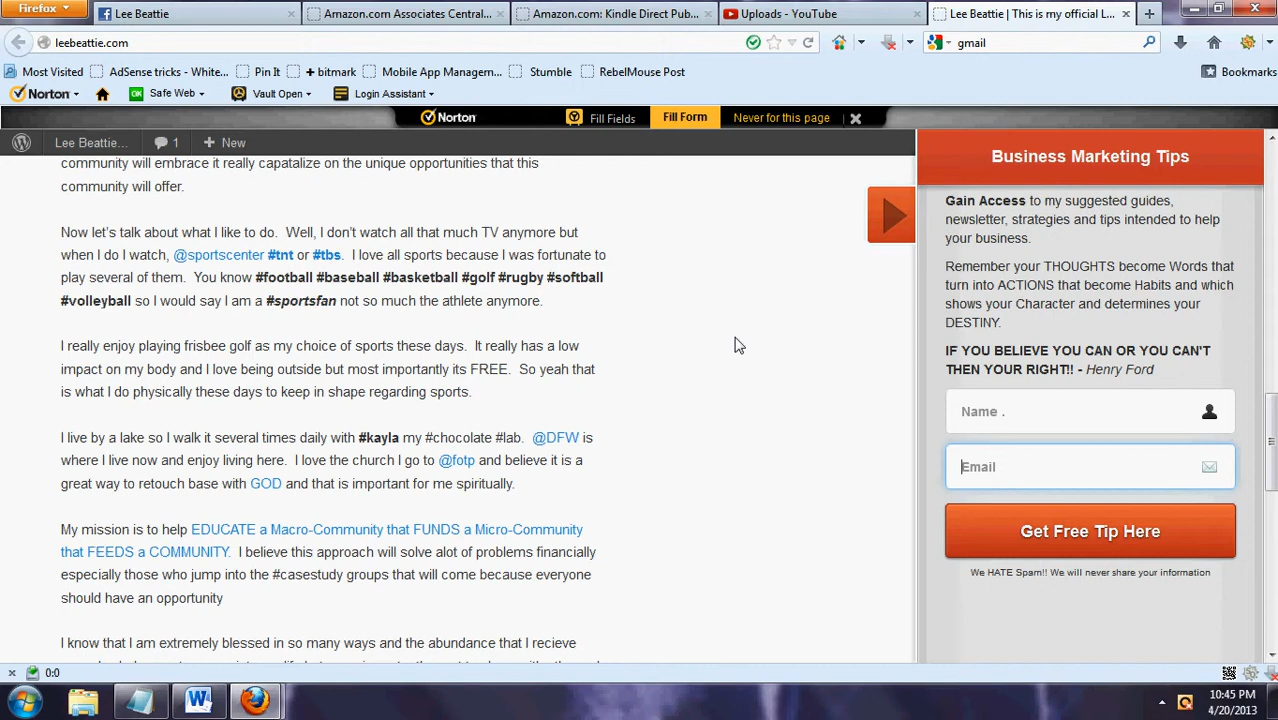 Firefox
Lee Beattie
Amazon.com Associates Central...
Amazon.com: Kindle Direct Pub...
Uploads - YouTube
Lee Beattie | This is my official L...
leebeattie.com
gmail
Most Visited
AdSense tricks - White...
Pin It
+ bitmark
Mobile App Managem...
Stumble
RebelMouse Post
Bookmarks
Norton
OK
Safe Web
Vault Open
Login Assistant
Norton
Fill Fields
Fill Form
Never for this page
Lee Beattie...
1
New
community will embrace it really capatalize on the unique opportunities that this
community will offer.
Now let's talk about what I like to do. Well, I don't watch all that much TV anymore but
when I do I watch, @sportscenter #tnt or #tbs. I love all sports because I was fortunate to
play several of them. You know #football #baseball #basketball #golf #rugby #softball
#volleyball so I would say I am a #sportsfan not so much the athlete anymore.
I really enjoy playing frisbee golf as my choice of sports these days. It really has a low
impact on my body and I love being outside but most importantly its FREE. So yeah that
is what I do physically these days to keep in shape regarding sports.
I live by a lake so I walk it several times daily with #kayla my #chocolate #lab. @DFW is
where I live now and enjoy living here. I love the church I go to @fotp and believe it is a
great way to retouch base with GOD and that is important for me spiritually.
My mission is to help EDUCATE a Macro-Community that FUNDS a Micro-Community
that FEEDS a COMMUNITY. I believe this approach will solve alot of problems financially
especially those who jump into the #casestudy groups that will come because everyone
should have an opportunity
I know that I am extremely blessed in so many ways and the abundance that I recieve
Business Marketing Tips
Gain Access to my suggested guides,
newsletter, strategies and tips intended to help
your business.
Remember your THOUGHTS become Words that
turn into ACTIONS that become Habits and which
shows your Character and determines your
DESTINY.
IF YOU BELIEVE YOU CAN OR YOU CAN'T
THEN YOUR RIGHT!! - Henry Ford
Name .
Email
Get Free Tip Here
We HATE Spam!! We will never share your information
0:0
10:45 PM
4/20/2013